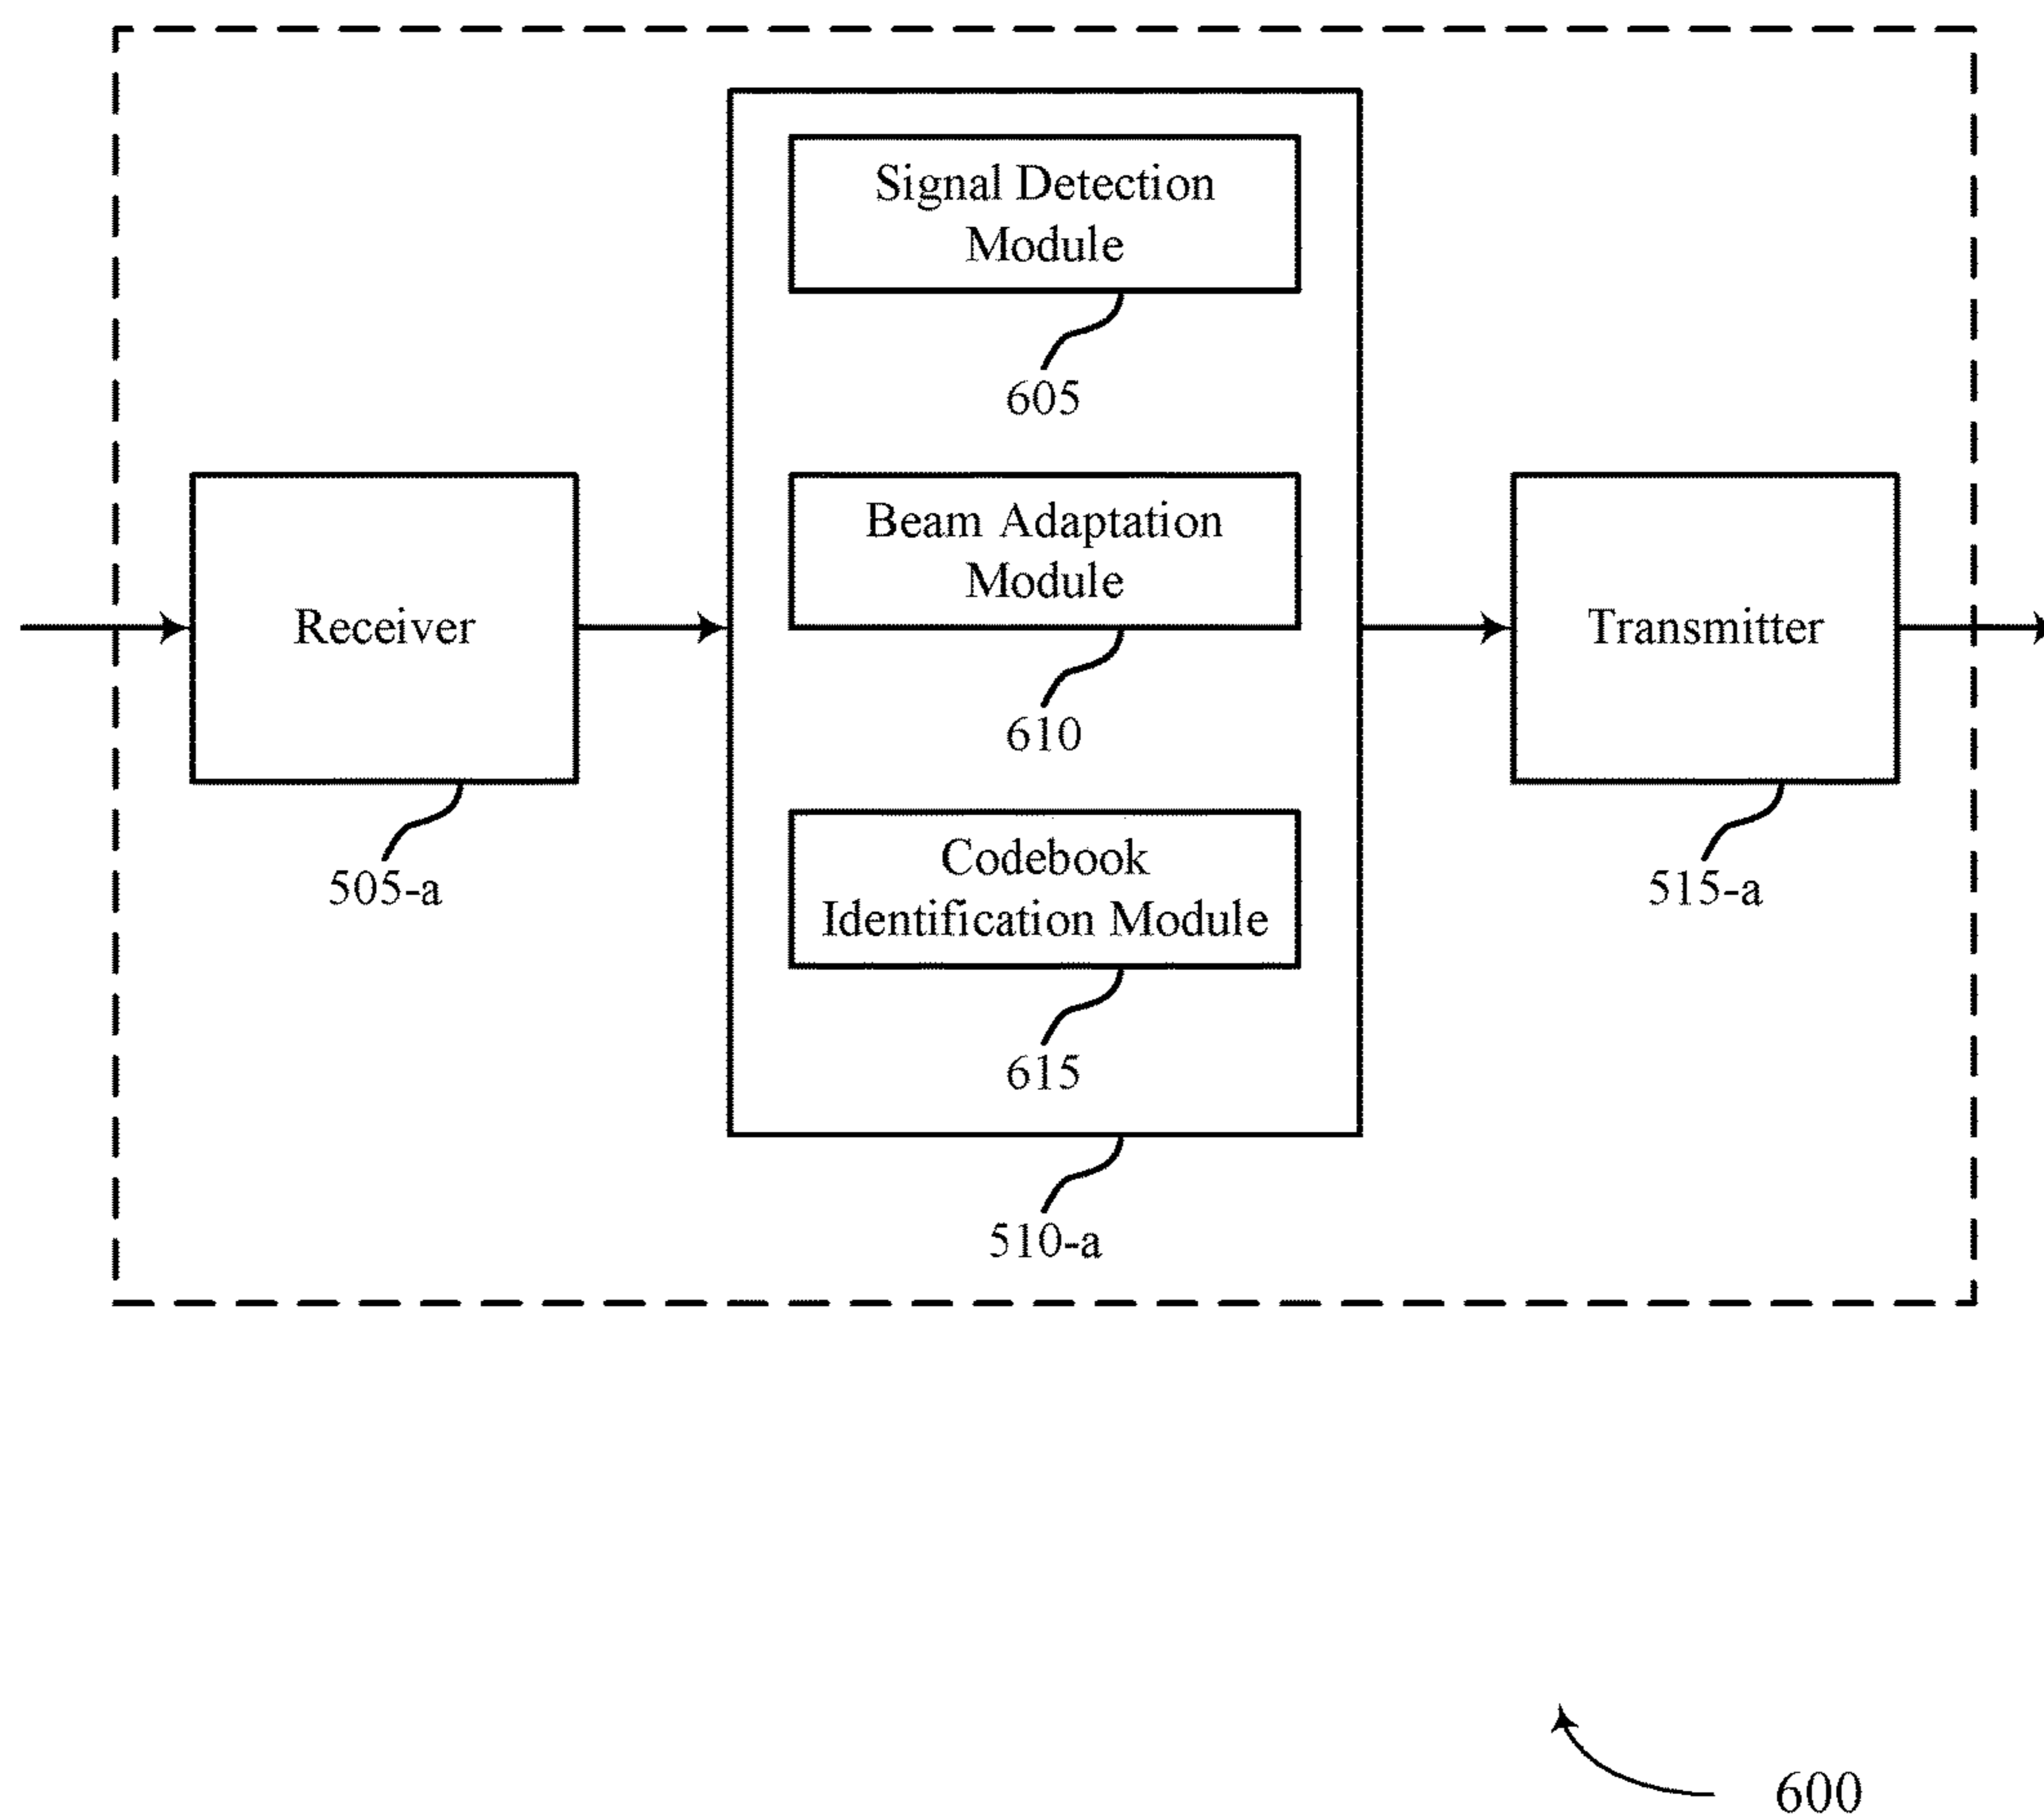 Signal Detection
Module
605
Beam Adaptation
Module
610
Receiver
505-a
Transmitter
515-a
Codebook
Identification Module
615
510-a
600